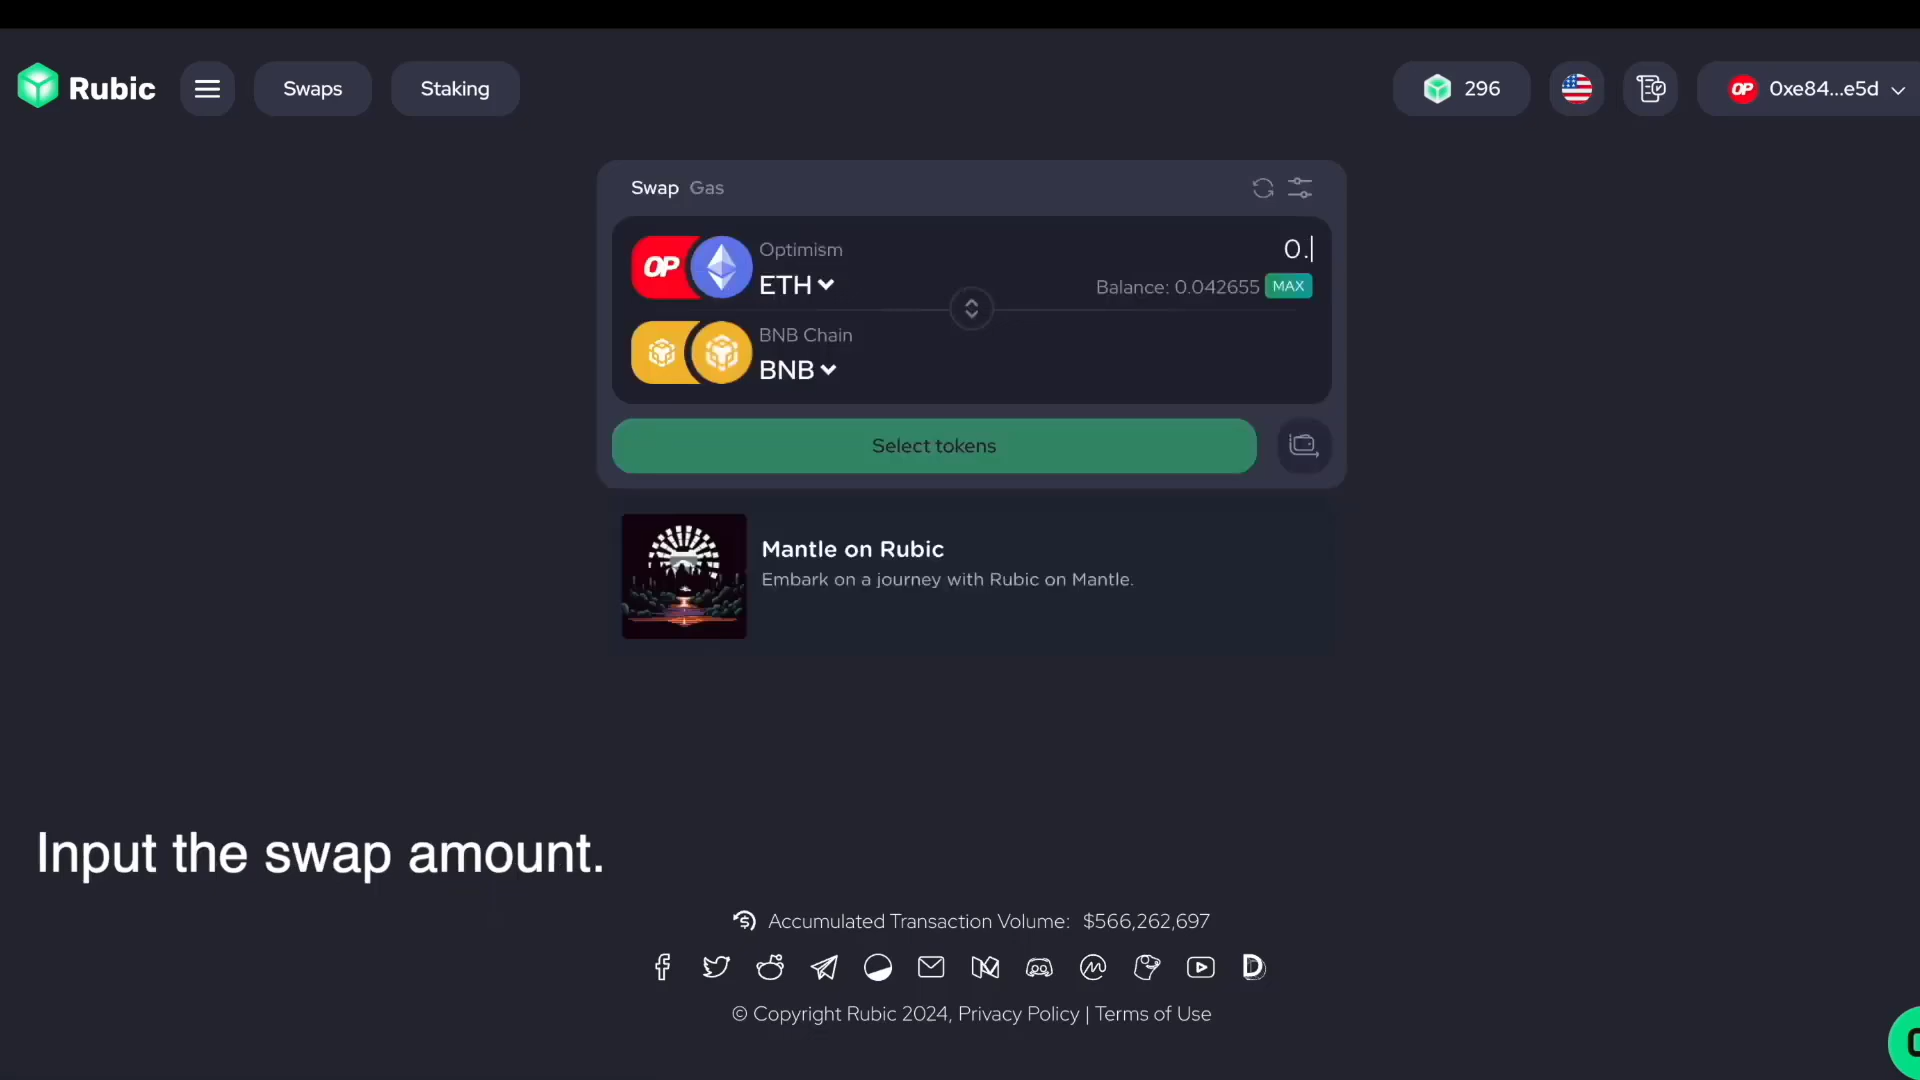 Rubic
Swaps
Staking
296
OP
0xe84...e5d
Swap Gas
OP
Optimism
0.
ETH
Balance: 0.042655 MAX
BNB Chain
BNB
Select tokens
Mantle on Rubic
Embark on a journey with Rubic on Mantle.
Input the swap amount.
Accumulated Transaction Volume: $566,262,697
© Copyright Rubic 2024, Privacy Policy | Terms of Use